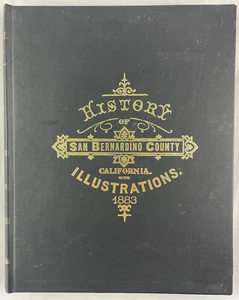 HISTORY
OF
SAN BERNARDINO COUNTY
CALIFORNIA.
WITH
ILLUSTRATIONS.
1883